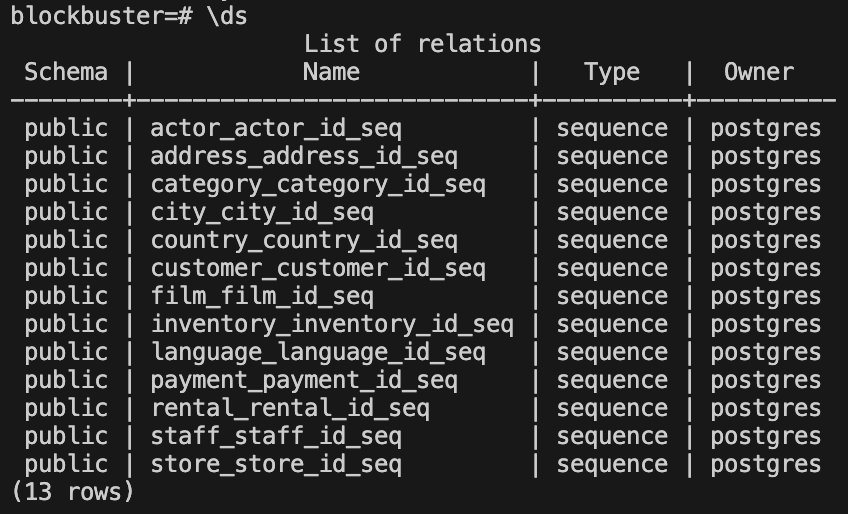 blockbuster=# \ds
List of relations
Schema | Name | Type | Owner
--------+----------------------------+----------+----------
public | actor_actor_id_seq | sequence | postgres
public | address_address_id_seq | sequence | postgres
public | category_category_id_seq | sequence | postgres
public | city_city_id_seq | sequence | postgres
public | country_country_id_seq | sequence | postgres
public | customer_customer_id_seq | sequence | postgres
public | film_film_id_seq | sequence | postgres
public | inventory_inventory_id_seq | sequence | postgres
public | language_language_id_seq | sequence | postgres
public | payment_payment_id_seq | sequence | postgres
public | rental_rental_id_seq | sequence | postgres
public | staff_staff_id_seq | sequence | postgres
public | store_store_id_seq | sequence | postgres
(13 rows)